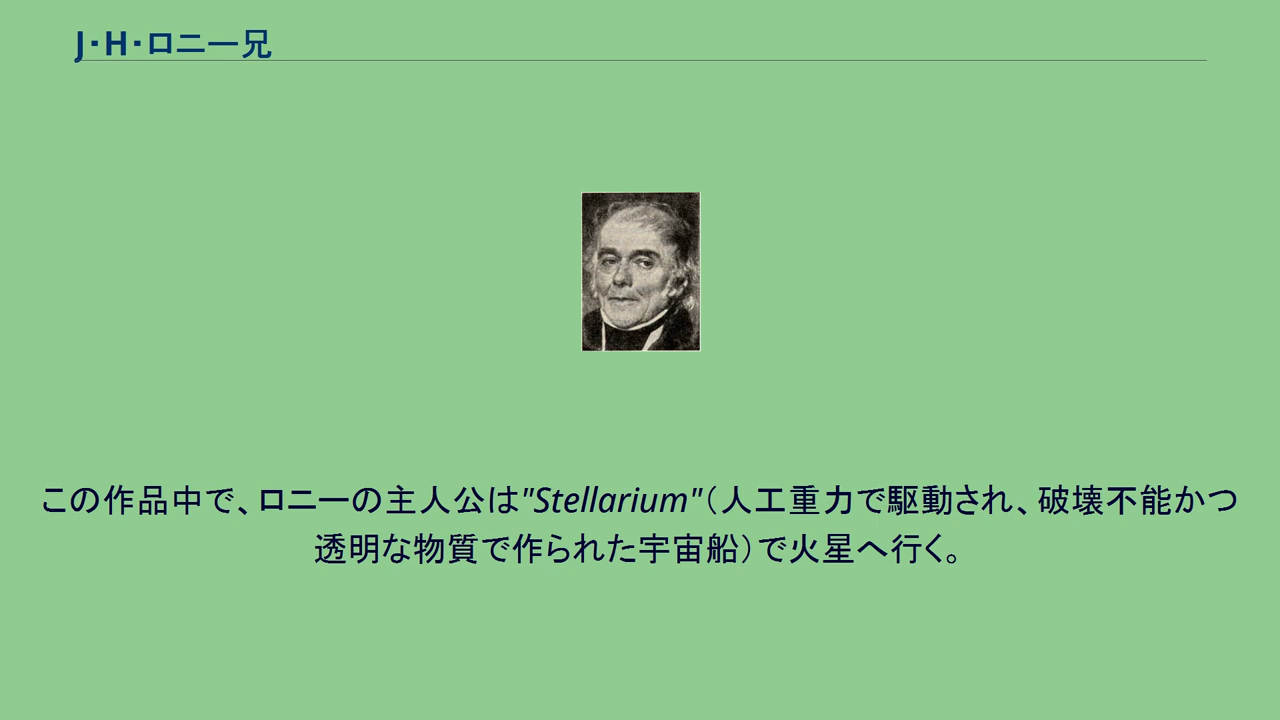 J・H・ロニー兄
この作品中で、ロニーの主人公は"Stellarium"（人工重力で駆動され、破壊不能かつ
透明な物質で作られた宇宙船）で火星へ行く。